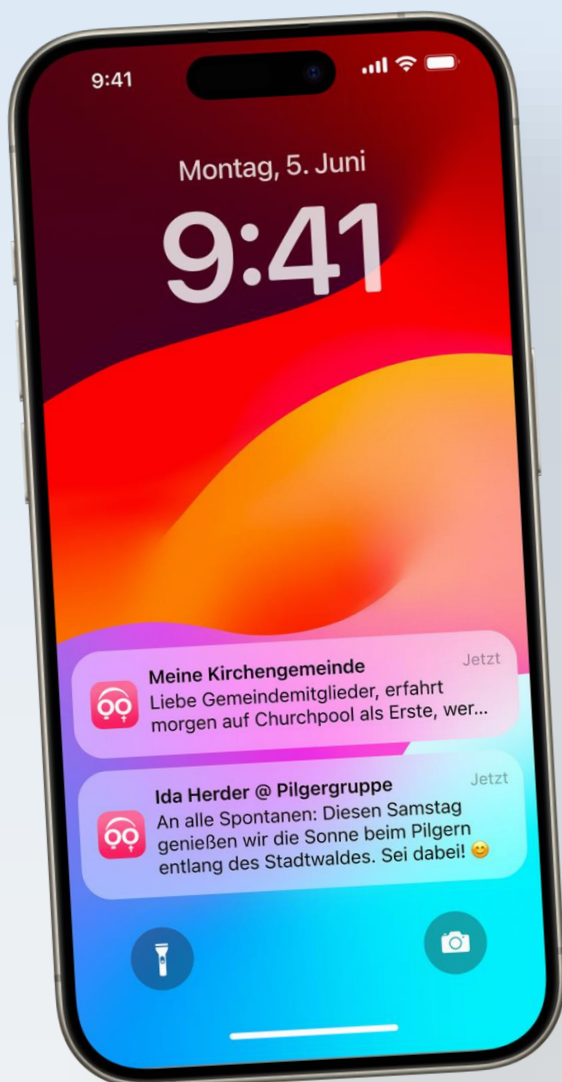 9:41
Montag, 5. Juni
9:41
Meine Kirchengemeinde
Jetzt
Liebe Gemeindemitglieder, erfahrt
morgen auf Churchpool als Erste, wer...
Ida Herder @ Pilgergruppe
Jetzt
An alle Spontanen: Diesen Samstag
genießen wir die Sonne beim Pilgern
entlang des Stadtwaldes. Sei dabei! 😊